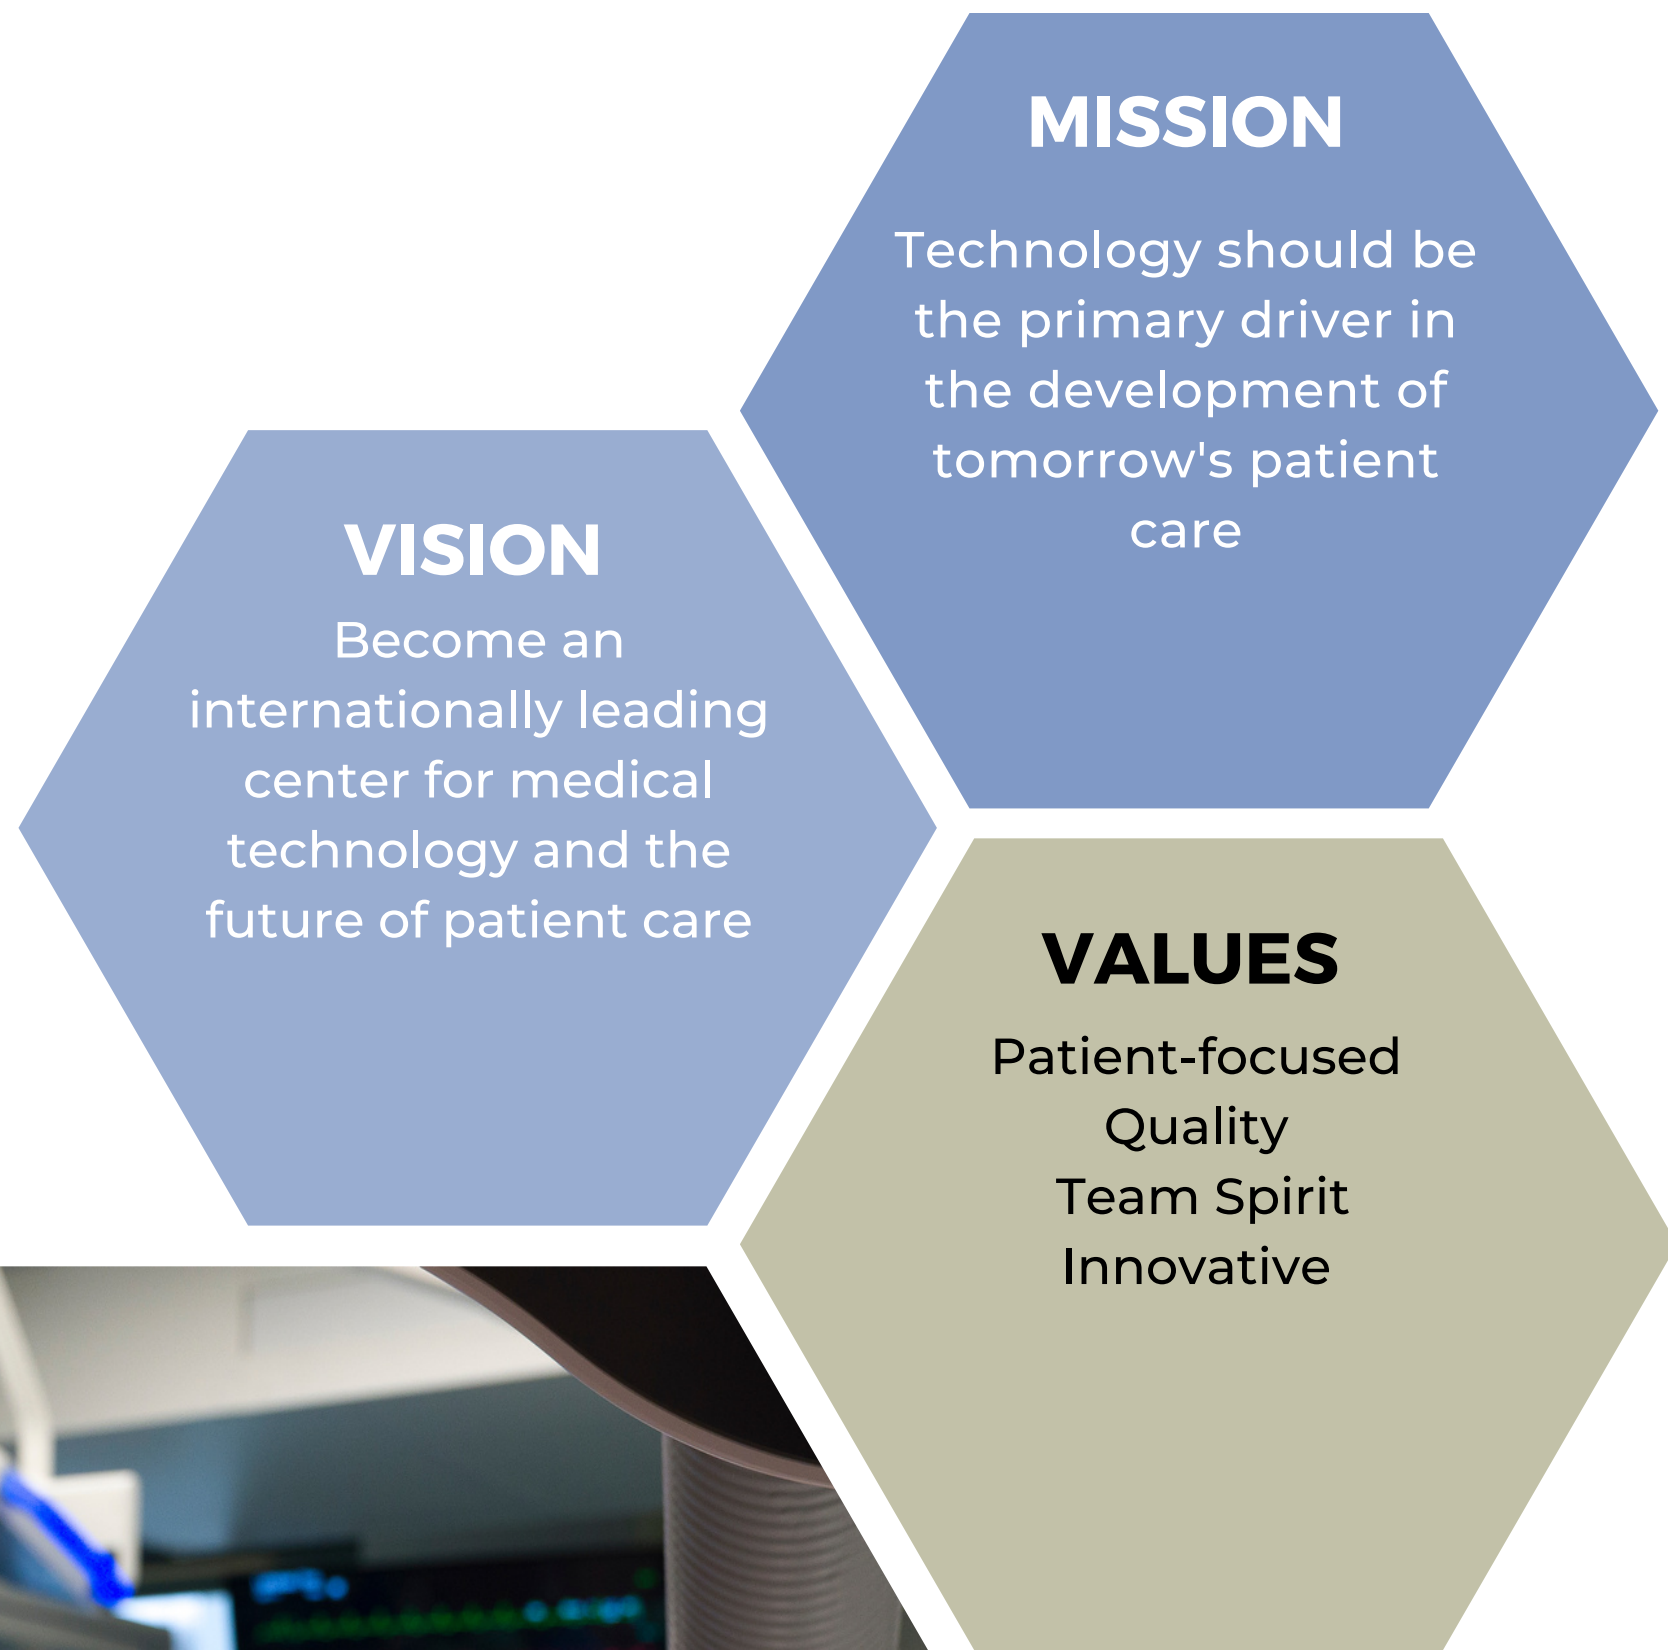 MISSION
Technology should be
the primary driver in
the development of
tomorrow's patient
care
VISION
Become an
internationally leading
center for medical
technology and the
future of patient care
VALUES
Patient-focused
Quality
Team Spirit
Innovative